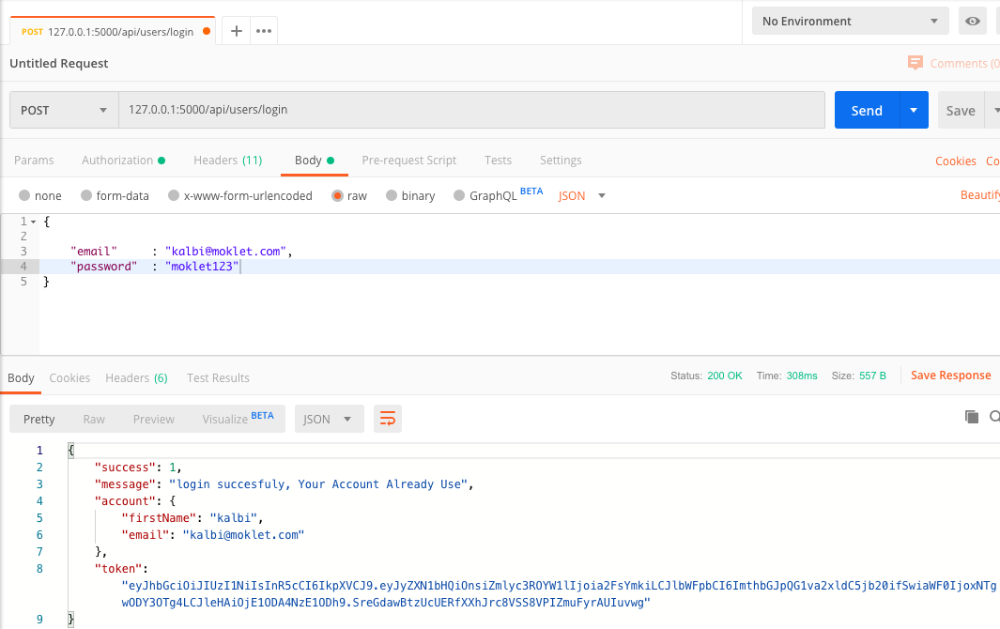 POST 127.0.0.1:5000/api/users/login
No Environment
Untitled Request
Comments (0
POST 127.0.0.1:5000/api/users/login Send Save
Params Authorization Headers (11) Body Pre-request Script Tests Settings Cookies Co
none form-data x-www-form-urlencoded raw binary GraphQL BETA JSON Beautify
1 {
2
3 "email" : "kalbi@moklet.com",
4 "password" : "moklet123"
5 }
Body Cookies Headers (6) Test Results Status: 200 OK Time: 308ms Size: 557 B Save Response
Pretty Raw Preview Visualize BETA JSON
1 {
2 "success": 1,
3 "message": "login succesfuly, Your Account Already Use",
4 "account": {
5 "firstName": "kalbi",
6 "email": "kalbi@moklet.com"
7 },
8 "token":
"eyJhbGciOiJIUzI1NiIsInR5cCI6IkpXVCJ9.eyJyZXN1bHQiOnsiZmlyc3ROYW1lIjoia2FsYmkiLCJlbWFpbCI6ImthbGJpQG1va2xldC5jb20ifSwiaWF0IjoxNTg
wODY3OTg4LCJleHAiOjE1ODA4NzE1ODh9.SreGdawBtzUcUERfXXhJrc8VSS8VPIZmuFyrAUIuvwg"
9 }